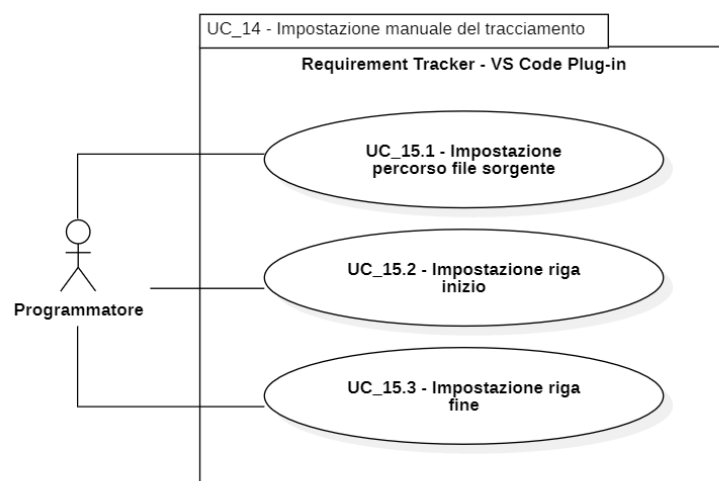 UC_14 - Impostazione manuale del tracciamento
Requirement Tracker - VS Code Plug-in
UC_15.1 - Impostazione
percorso file sorgente
UC_15.2 - Impostazione riga
inizio
Programmatore
UC_15.3 - Impostazione riga
fine